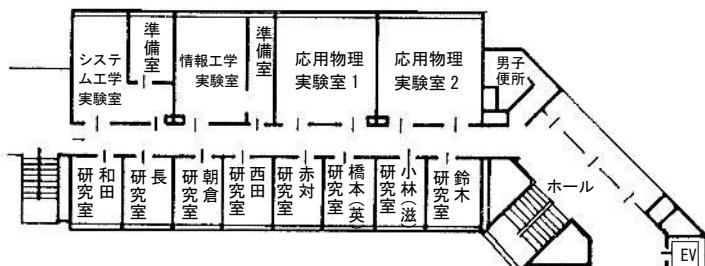 システム工学実験室
準備室
情報工学実験室
準備室
応用物理実験室1
応用物理実験室2
男子便所
和田研究室
長研究室
朝倉研究室
西田研究室
赤対研究室
橋本(英)研究室
小林(滋)研究室
鈴木研究室
ホール
EV